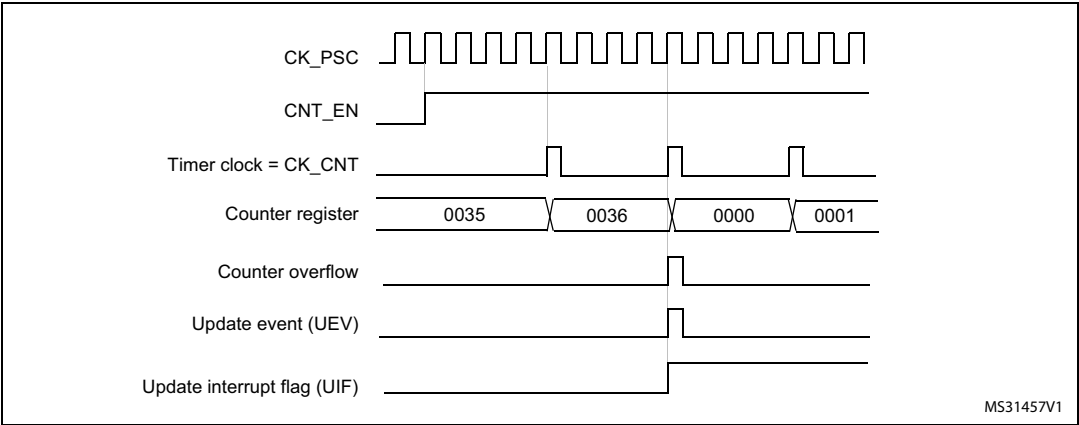 CK_PSC
CNT_EN
Timer clock = CK_CNT
Counter register 0035 0036 0000 0001
Counter overflow
Update event (UEV)
Update interrupt flag (UIF)
MS31457V1